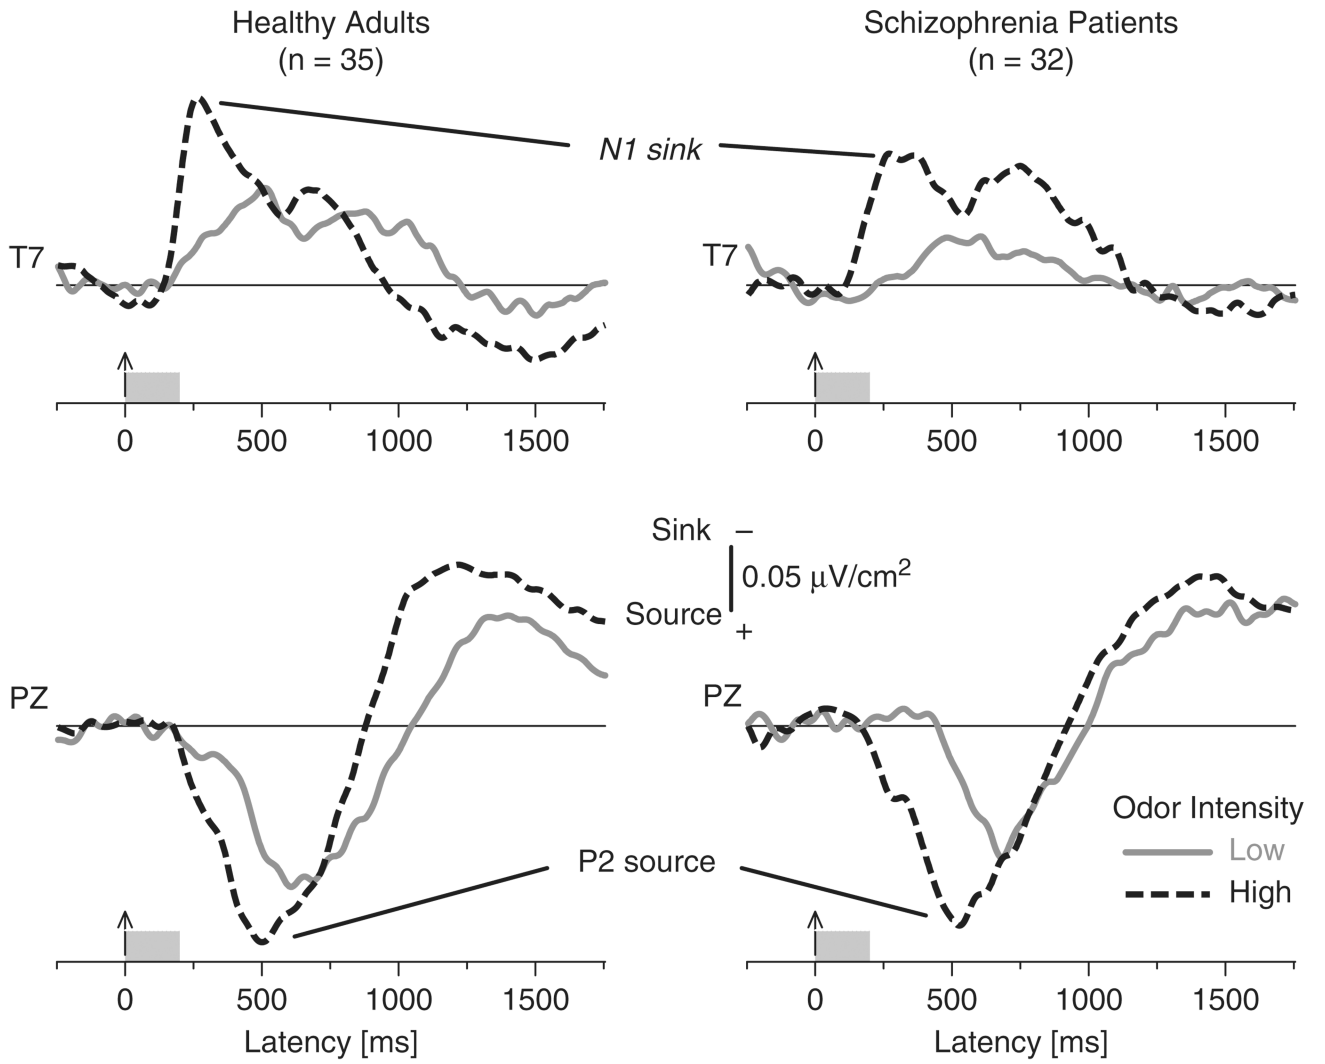 Healthy Adults
(n = 35)
Schizophrenia Patients
(n = 32)
N1 sink
T7
T7
0 500 1000 1500
0 500 1000 1500
Sink –
0.05 µV/cm²
Source
+
PZ
PZ
Odor Intensity
Low
High
P2 source
0 500 1000 1500
0 500 1000 1500
Latency [ms]
Latency [ms]